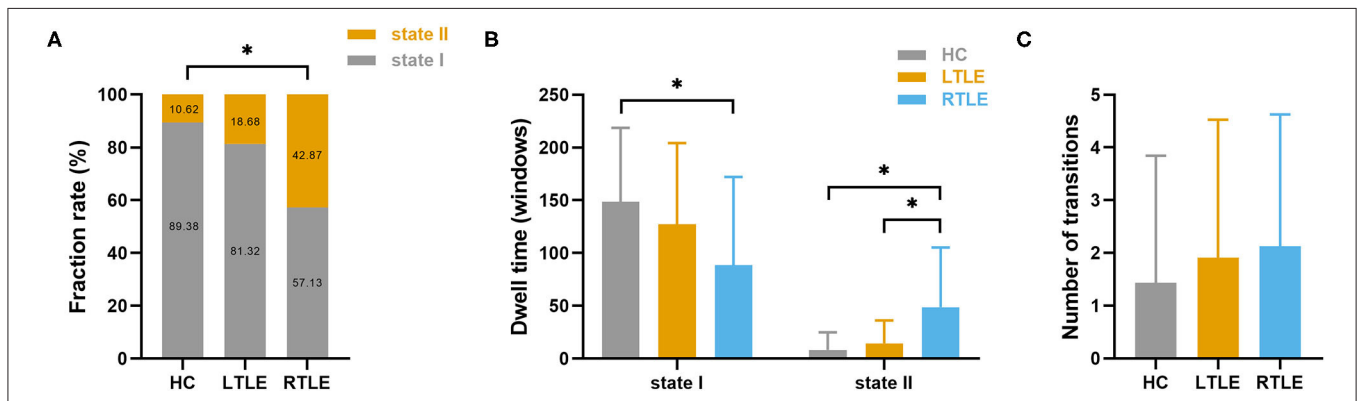 A
state II
state I
*
Fraction rate (%)
100
80
60
40
20
0
10.62
18.68
42.87
89.38
81.32
57.13
HC
LTLE
RTLE
B
HC
LTLE
RTLE
Dwell time (windows)
250
200
150
100
50
0
*
*
*
state I
state II
C
Number of transitions
5
4
3
2
1
0
HC
LTLE
RTLE